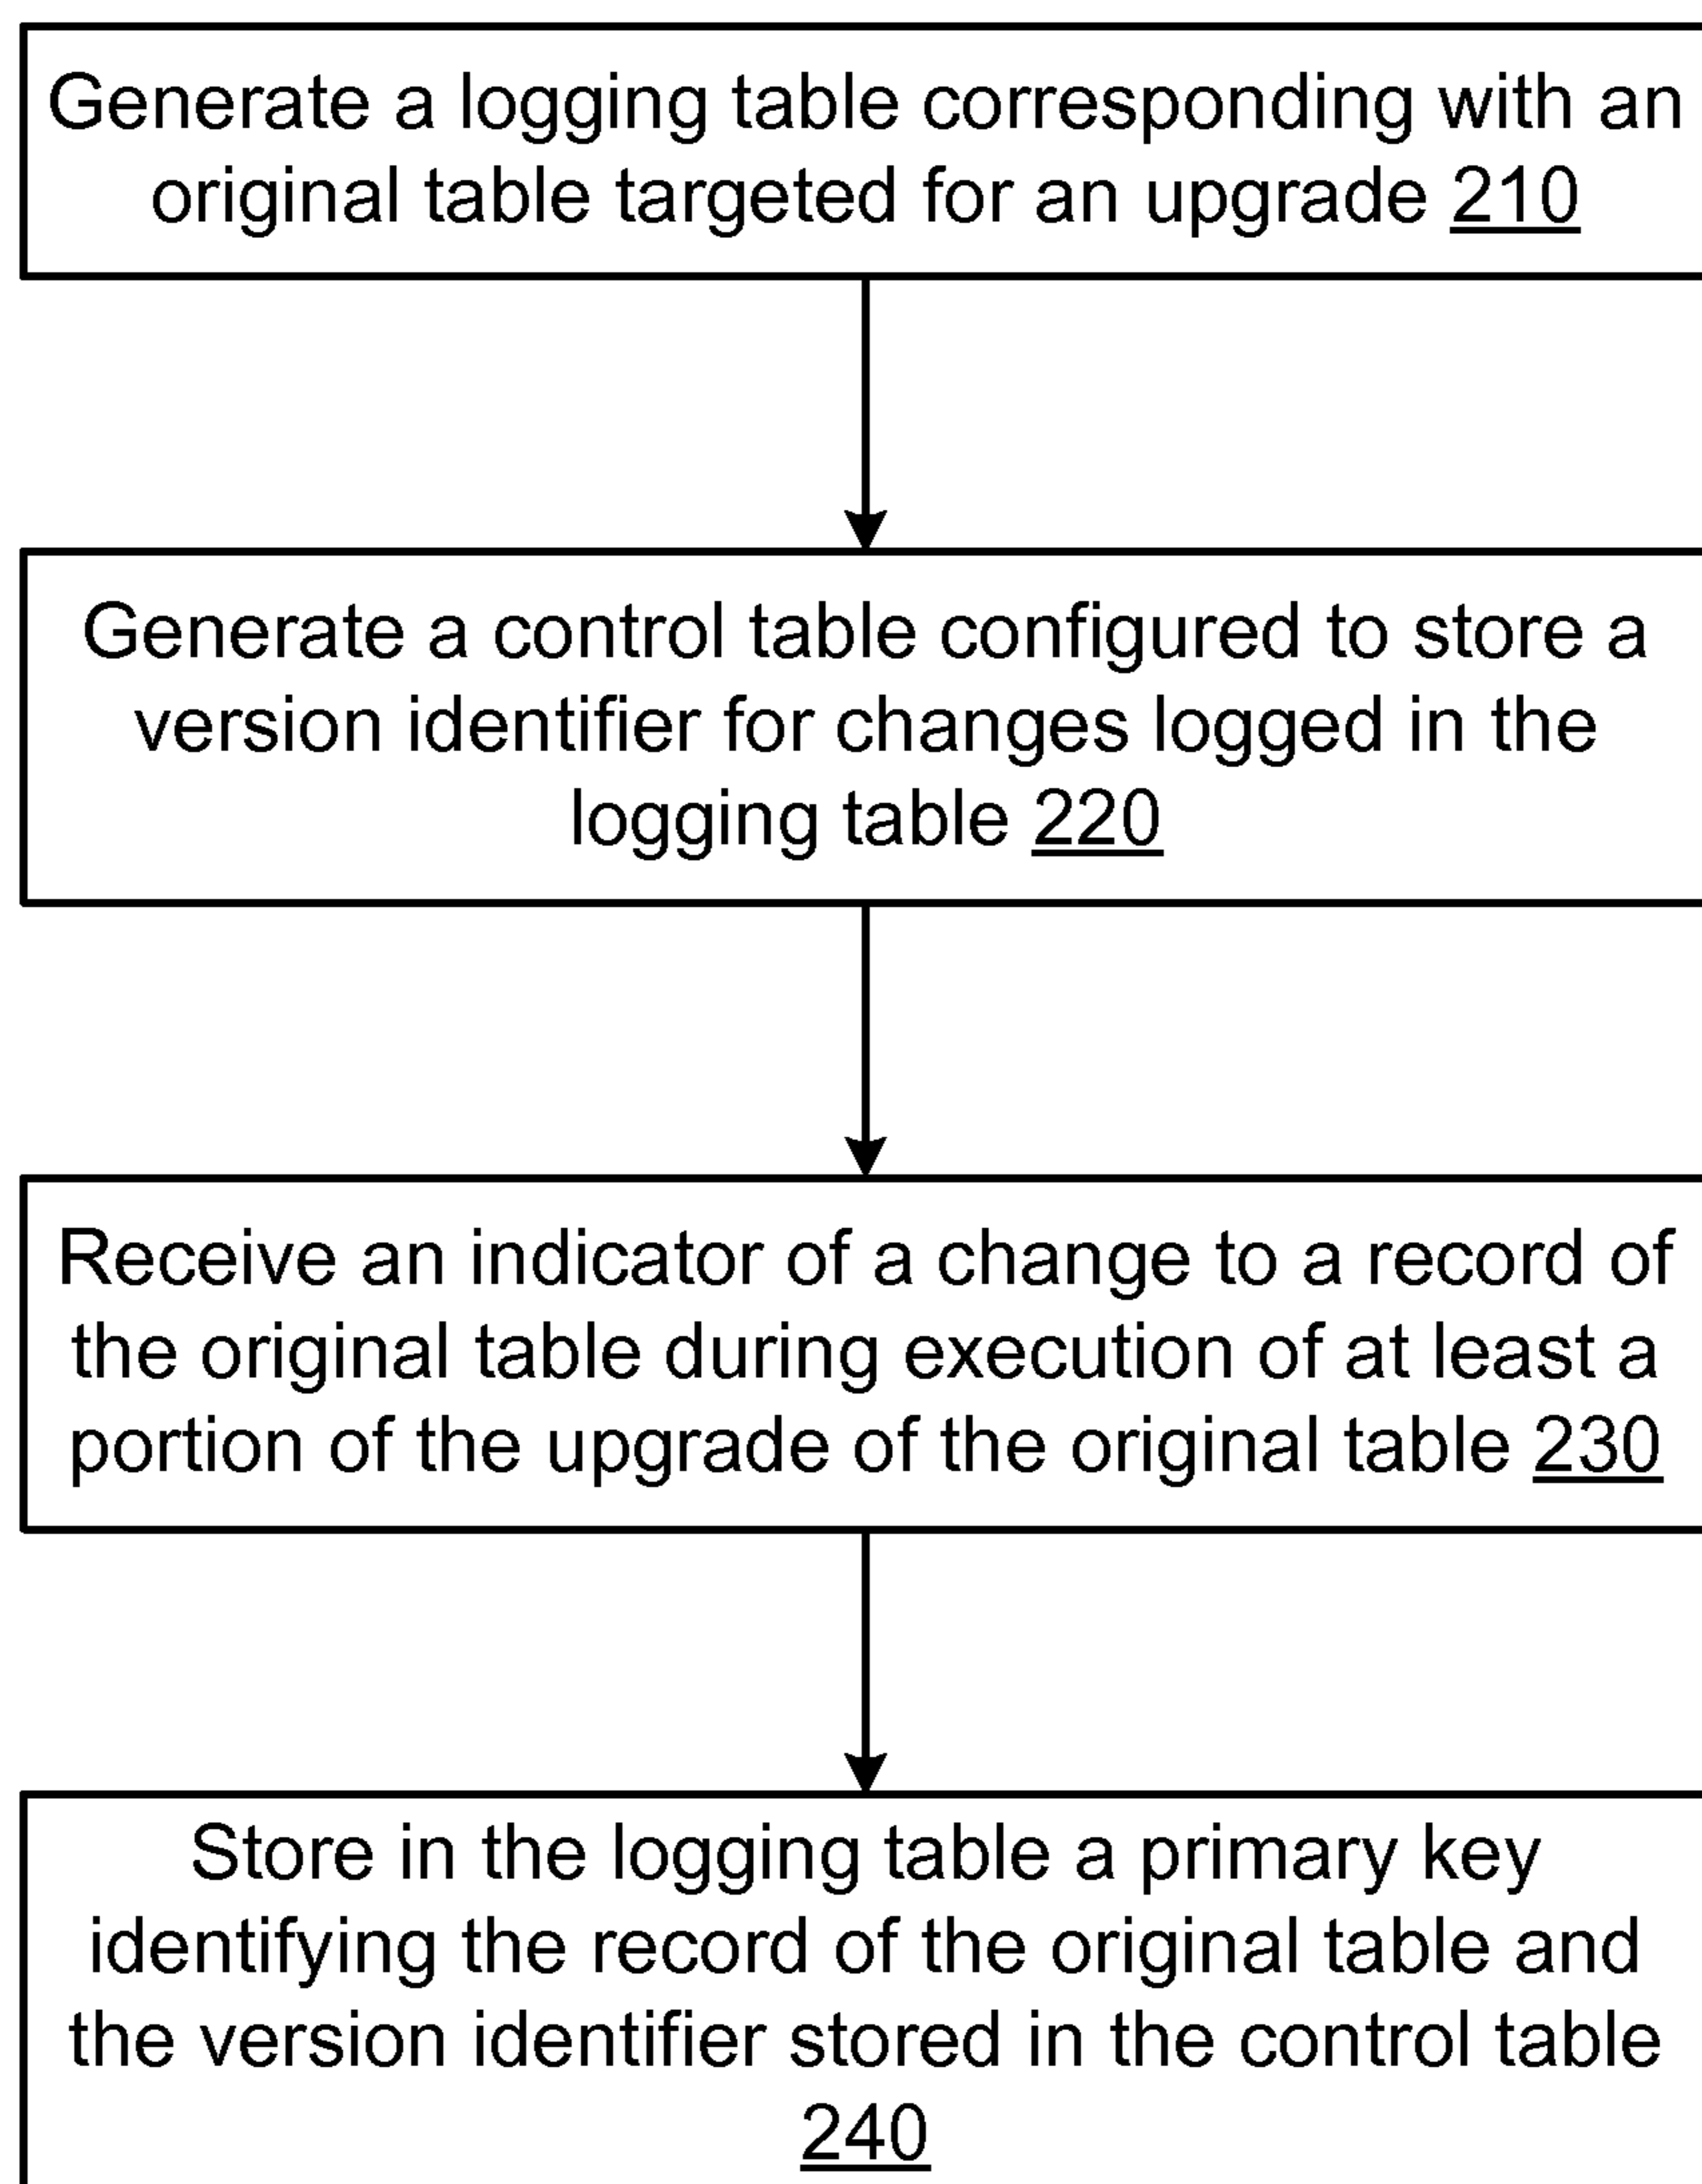 Generate a logging table corresponding with an
original table targeted for an upgrade 210
Generate a control table configured to store a
version identifier for changes logged in the
logging table 220
Receive an indicator of a change to a record of
the original table during execution of at least a
portion of the upgrade of the original table 230
Store in the logging table a primary key
identifying the record of the original table and
the version identifier stored in the control table
240